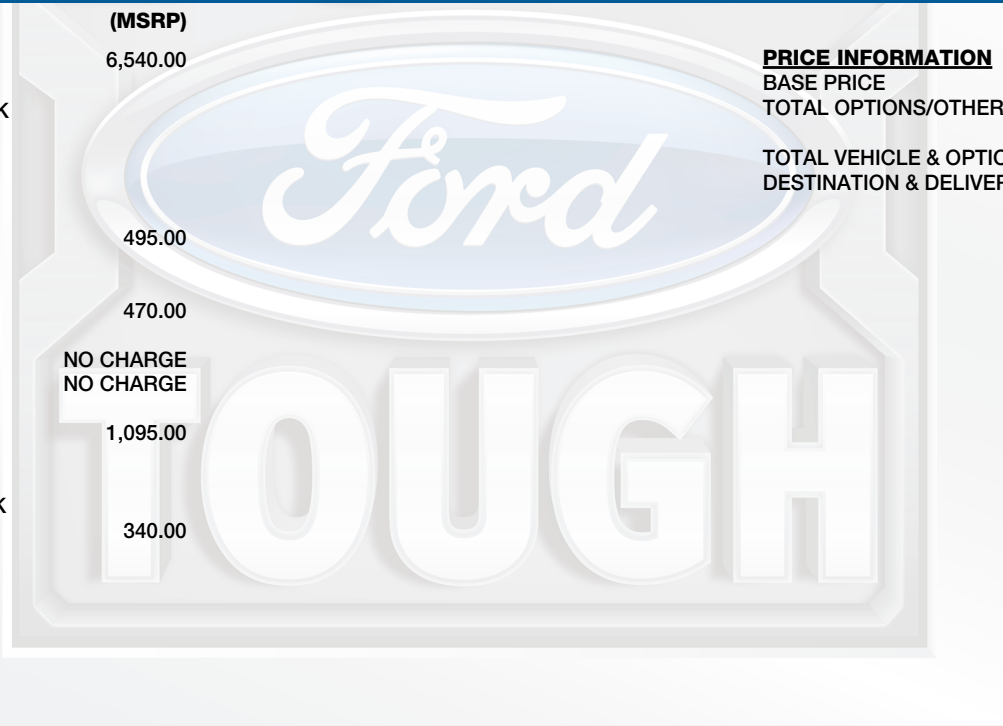 (MSRP)
6,540.00
K
495.00
470.00
NO CHARGE
NO CHARGE
1,095.00
K
340.00
PRICE INFORMATION
BASE PRICE
TOTAL OPTIONS/OTHER
TOTAL VEHICLE & OPTIO
DESTINATION & DELIVER
Ford
TOUGH